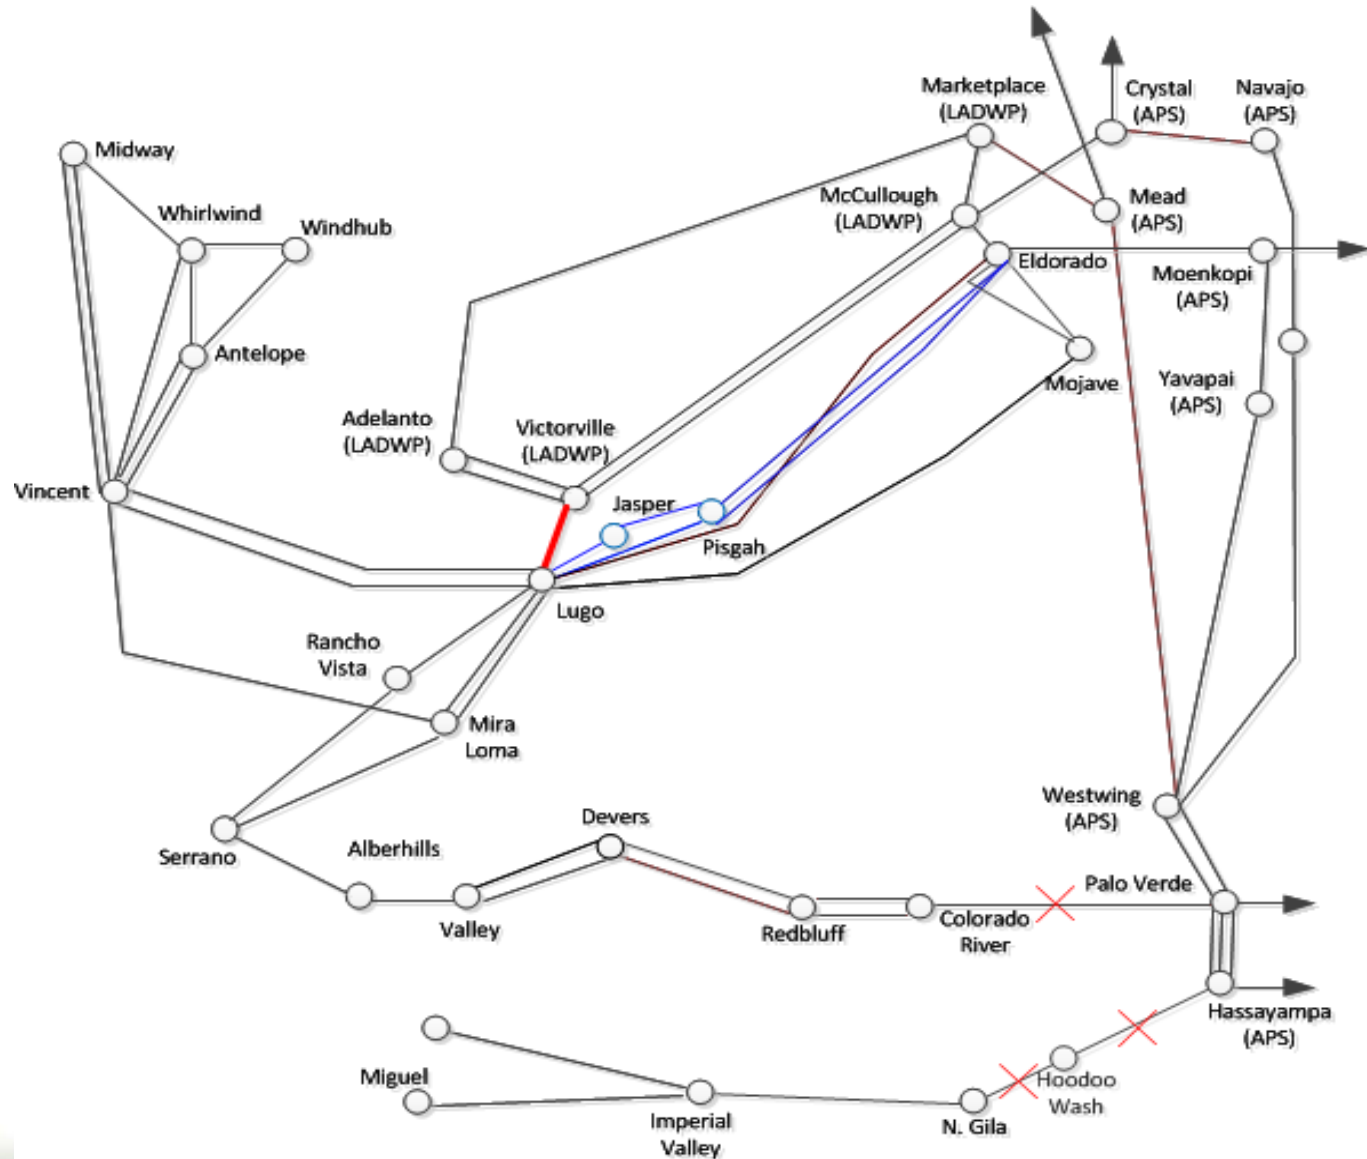 Marketplace
(LADWP)
Crystal
(APS)
Navajo
(APS)
Midway
Whirlwind
Windhub
McCullough
(LADWP)
Mead
(APS)
Eldorado
Moenkopi
(APS)
Antelope
Mojave
Yavapai
(APS)
Adelanto
(LADWP)
Victorville
(LADWP)
Vincent
Jasper
Pisgah
Lugo
Rancho
Vista
Mira
Loma
Westwing
(APS)
Devers
Serrano
Alberhills
Valley
Redbluff
Colorado
River
Palo Verde
Hassayampa
(APS)
Miguel
Imperial
Valley
N. Gila
Hoodoo
Wash